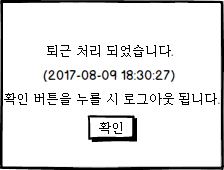 퇴근 처리 되었습니다.
(2017-08-09 18:30:27)
확인 버튼을 누를 시 로그아웃 됩니다.
확인